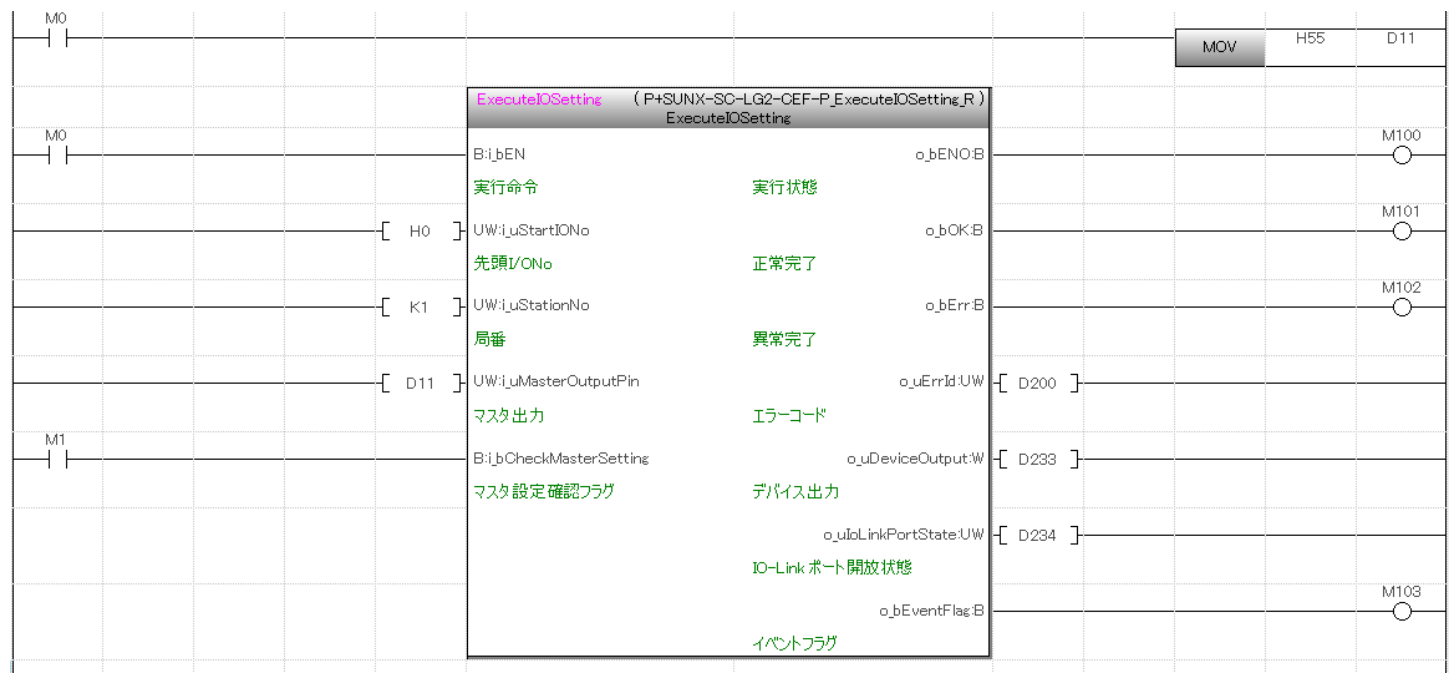 M0
MOV H55 D11
ExecuteIOSetting (P+SUNX-SC-LG2-CEF-P_ExecuteIOSetting_R)
ExecuteIOSetting
M0
B:i_bEN o_bENO:B M100
実行命令 実行状態
H0 UW:i_uStartIONo o_bOK:B M101
先頭I/ONo 正常完了
K1 UW:i_uStationNo o_bErr:B M102
局番 異常完了
D11 UW:i_uMasterOutputPin o_uErrId:UW D200
マスタ出力 エラーコード
M1
B:i_bCheckMasterSetting o_uDeviceOutput:W D233
マスタ設定確認フラグ デバイス出力
o_uIoLinkPortState:UW D234
IO-Linkポート開放状態
o_bEventFlag:B M103
イベントフラグ